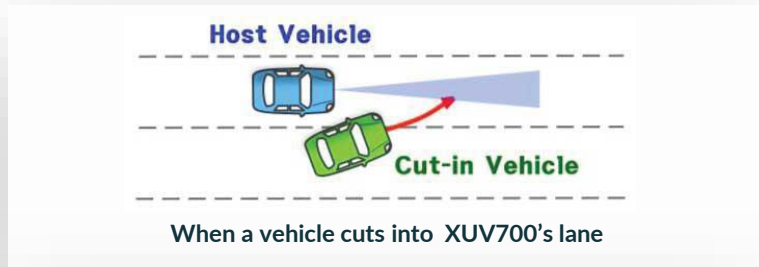 Host Vehicle
Cut-in Vehicle
When a vehicle cuts into XUV700's lane